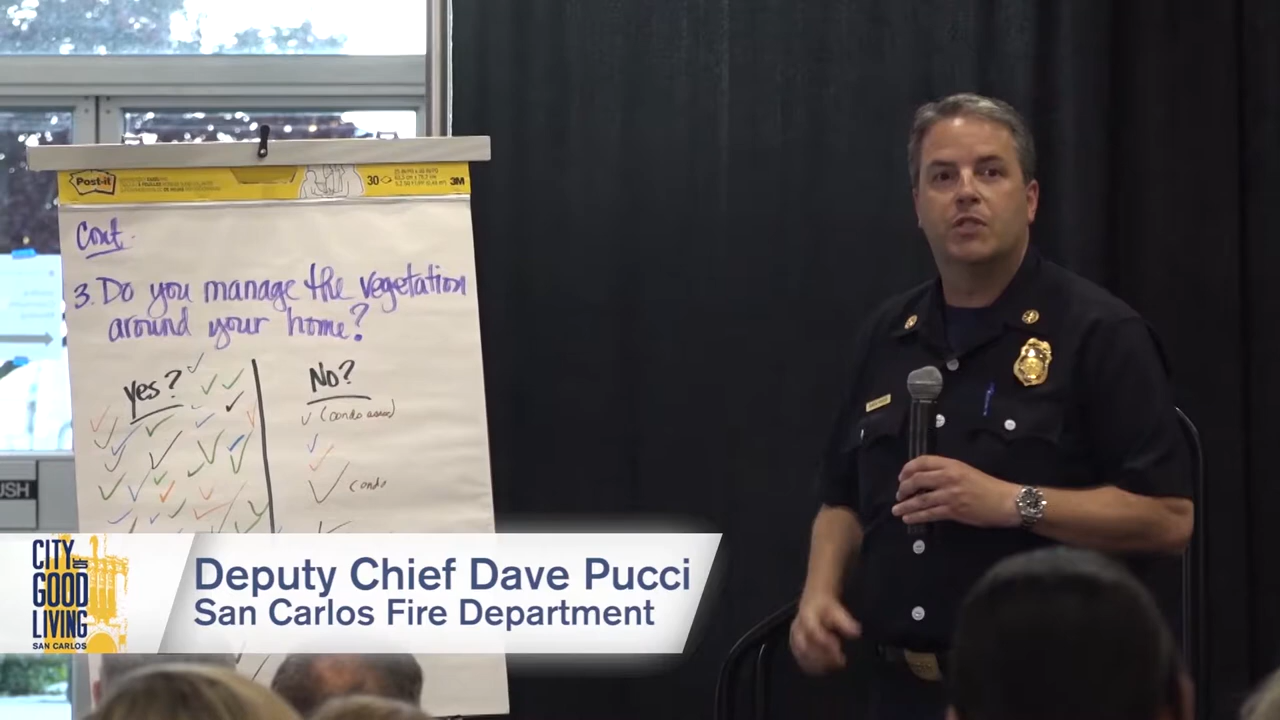 Post-it
30
3M
Cont.
3. Do you manage the vegetation
around your home?
Yes?
No?
(condo assoc)
(condo
USH
CITY OF
GOOD
LIVING
SAN CARLOS
Deputy Chief Dave Pucci
San Carlos Fire Department